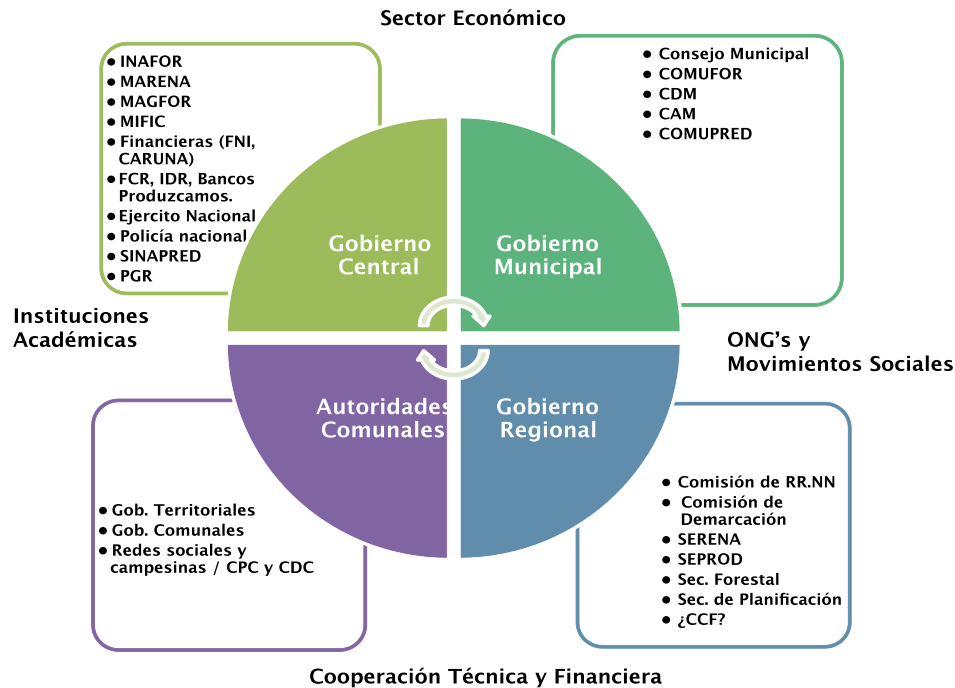 Sector Económico
● INAFOR
● MARENA
● MAGFOR
● MIFIC
● Financieras (FNI,
CARUNA)
● FCR, IDR, Bancos
Produzcamos.
● Ejercito Nacional
● Policía nacional
● SINAPRED
● PGR
● Consejo Municipal
● COMUFOR
● CDM
● CAM
● COMUPRED
Gobierno
Central
Gobierno
Municipal
Instituciones
Académicas
ONG’s y
Movimientos Sociales
Autoridades
Comunales
Gobierno
Regional
● Gob. Territoriales
● Gob. Comunales
● Redes sociales y
campesinas / CPC y CDC
● Comisión de RR.NN
● Comisión de
Demarcación
● SERENA
● SEPROD
● Sec. Forestal
● Sec. de Planificación
● ¿CCF?
Cooperación Técnica y Financiera